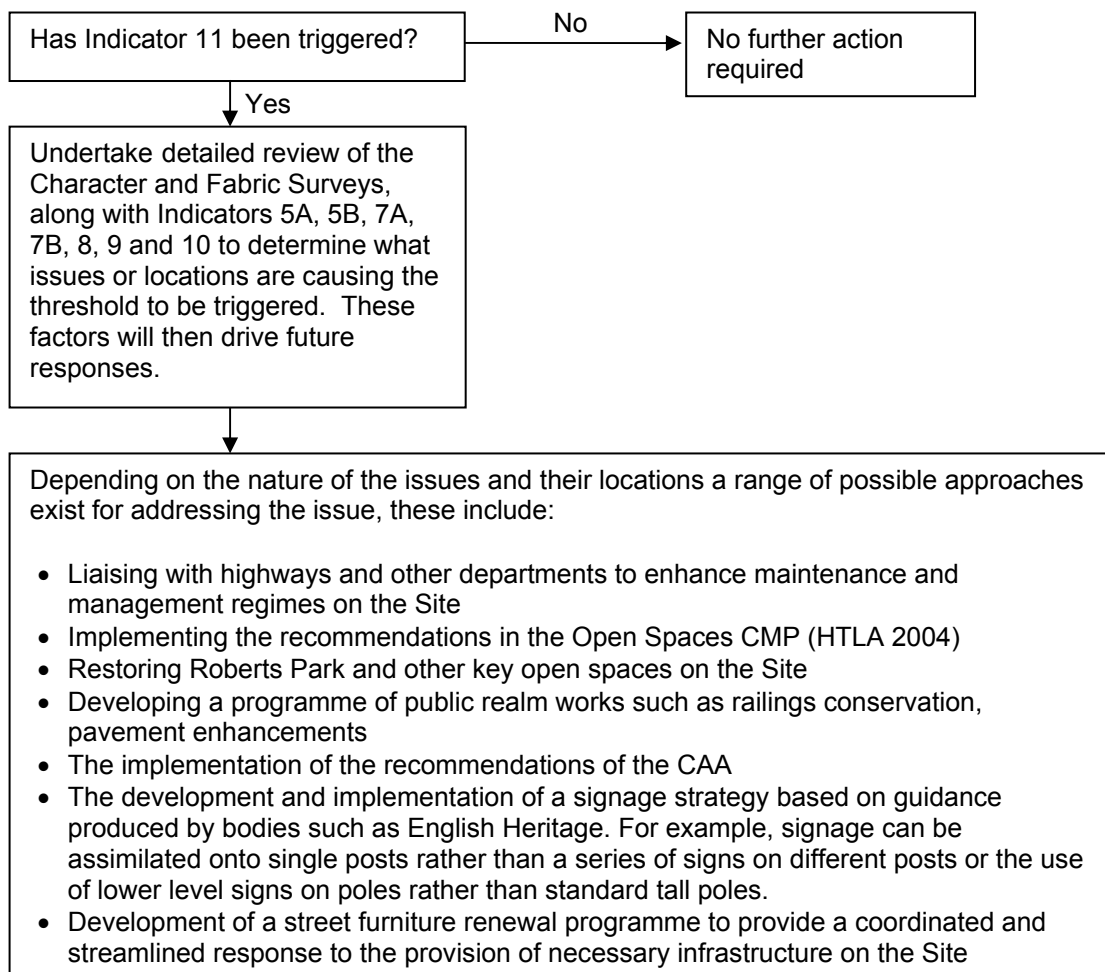 Has Indicator 11 been triggered?
No
No further action
required
Yes
Undertake detailed review of the
Character and Fabric Surveys,
along with Indicators 5A, 5B, 7A,
7B, 8, 9 and 10 to determine what
issues or locations are causing the
threshold to be triggered.  These
factors will then drive future
responses.
Depending on the nature of the issues and their locations a range of possible approaches
exist for addressing the issue, these include:
• Liaising with highways and other departments to enhance maintenance and
management regimes on the Site
• Implementing the recommendations in the Open Spaces CMP (HTLA 2004)
• Restoring Roberts Park and other key open spaces on the Site
• Developing a programme of public realm works such as railings conservation,
pavement enhancements
• The implementation of the recommendations of the CAA
• The development and implementation of a signage strategy based on guidance
produced by bodies such as English Heritage. For example, signage can be
assimilated onto single posts rather than a series of signs on different posts or the use
of lower level signs on poles rather than standard tall poles.
• Development of a street furniture renewal programme to provide a coordinated and
streamlined response to the provision of necessary infrastructure on the Site